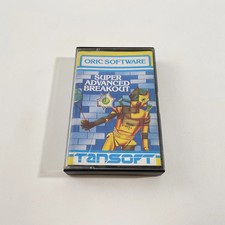 ORIC SOFTWARE
SUPER
ADVANCED
BREAKOUT
TANSOFT